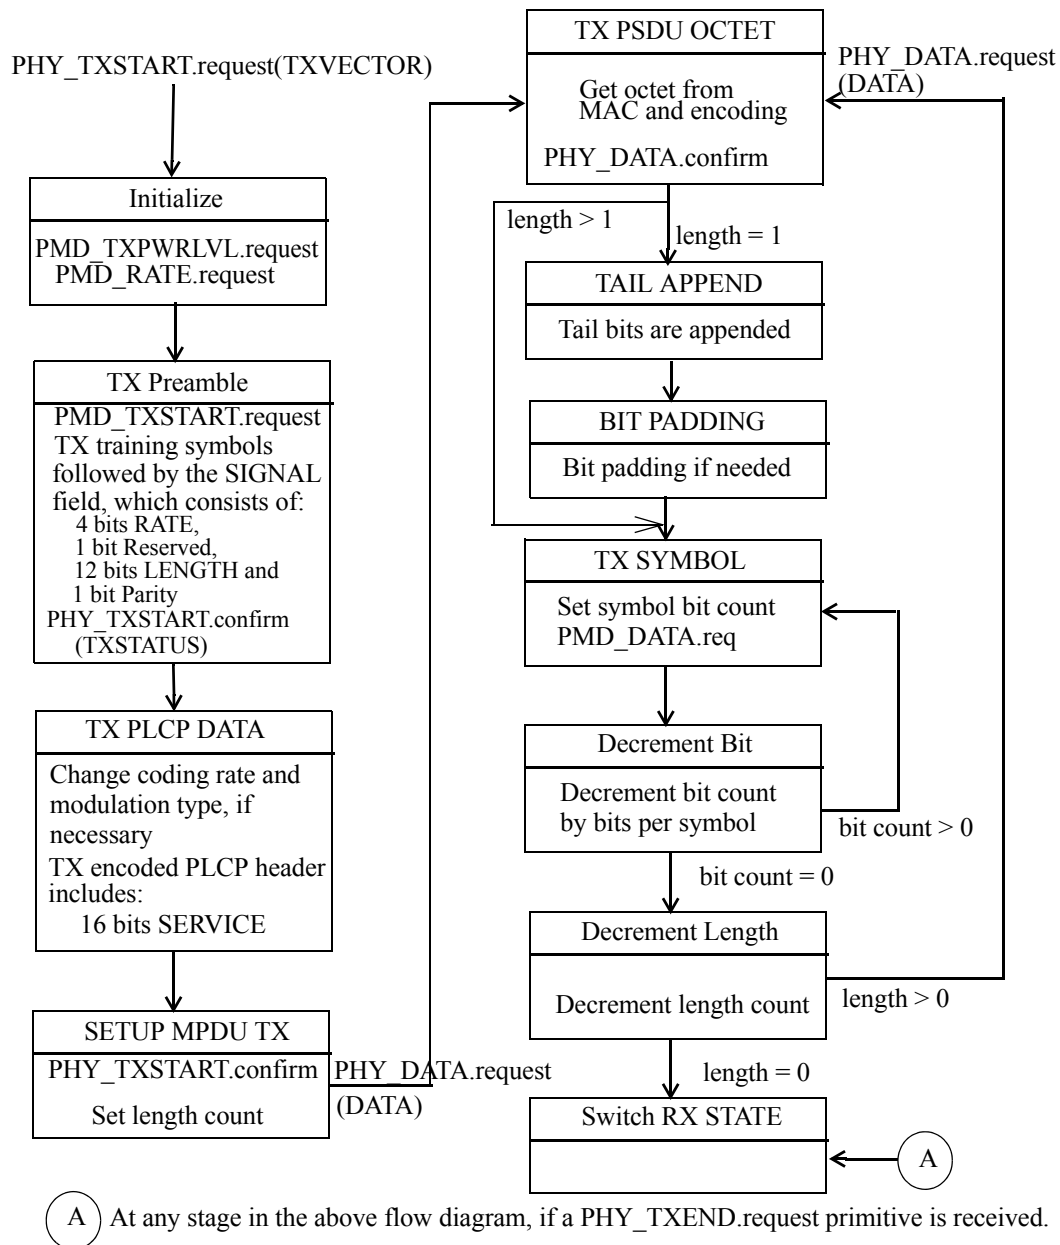 PHY_TXSTART.request(TXVECTOR)
Initialize
PMD_TXPWRLVL.request
PMD_RATE.request
TX Preamble
PMD_TXSTART.request
TX training symbols
followed by the SIGNAL
field, which consists of:
4 bits RATE,
1 bit Reserved,
12 bits LENGTH and
1 bit Parity
PHY_TXSTART.confirm
(TXSTATUS)
TX PLCP DATA
Change coding rate and
modulation type, if
necessary
TX encoded PLCP header
includes:
16 bits SERVICE
SETUP MPDU TX
PHY_TXSTART.confirm
Set length count
PHY_DATA.request
(DATA)
TX PSDU OCTET
Get octet from
MAC and encoding
PHY_DATA.confirm
PHY_DATA.request
(DATA)
length > 1
length = 1
TAIL APPEND
Tail bits are appended
BIT PADDING
Bit padding if needed
TX SYMBOL
Set symbol bit count
PMD_DATA.req
Decrement Bit
Decrement bit count
by bits per symbol
bit count > 0
bit count = 0
Decrement Length
Decrement length count
length > 0
length = 0
Switch RX STATE
A
A At any stage in the above flow diagram, if a PHY_TXEND.request primitive is received.